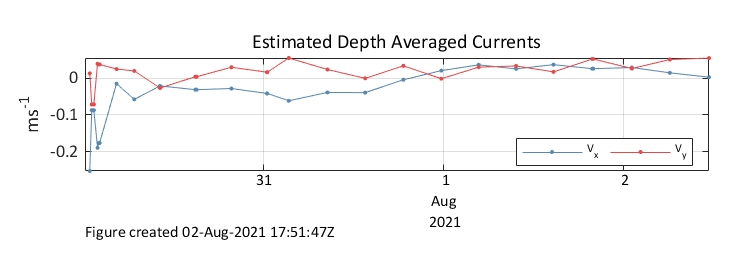 Estimated Depth Averaged Currents
0
-0.1
-0.2
ms-1
Vx
Vy
31
1
2
Aug
2021
Figure created 02-Aug-2021 17:51:47Z